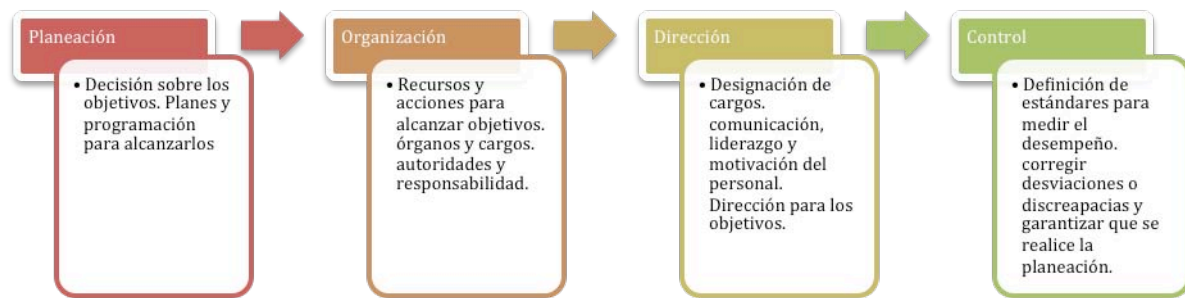 Planeación
• Decisión sobre los
objetivos. Planes y
programación
para alcanzarlos
Organización
• Recursos y
acciones para
alcanzar objetivos.
órganos y cargos.
autoridades y
responsabilidad.
Dirección
• Designación de
cargos.
comunicación,
liderazgo y
motivación del
personal.
Dirección para los
objetivos.
Control
• Definición de
estándares para
medir el
desempeño.
corregir
desviaciones o
discreapacias y
garantizar que se
realice la
planeación.